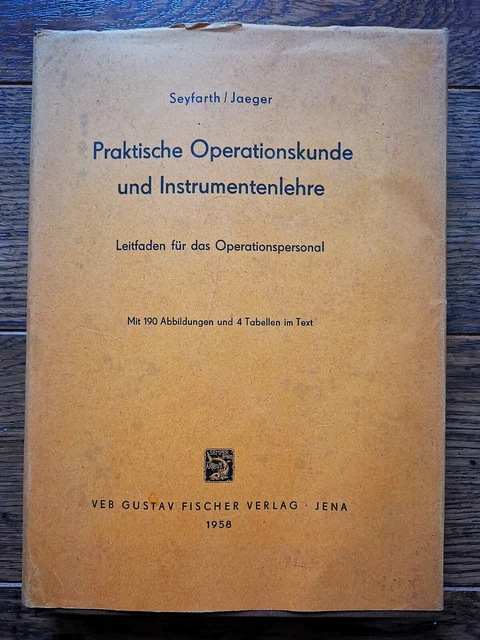 Seyfarth / Jaeger
Praktische Operationskunde
und Instrumentenlehre
Leitfaden für das Operationspersonal
Mit 190 Abbildungen und 4 Tabellen im Text
VEB GUSTAV FISCHER VERLAG · JENA
1958